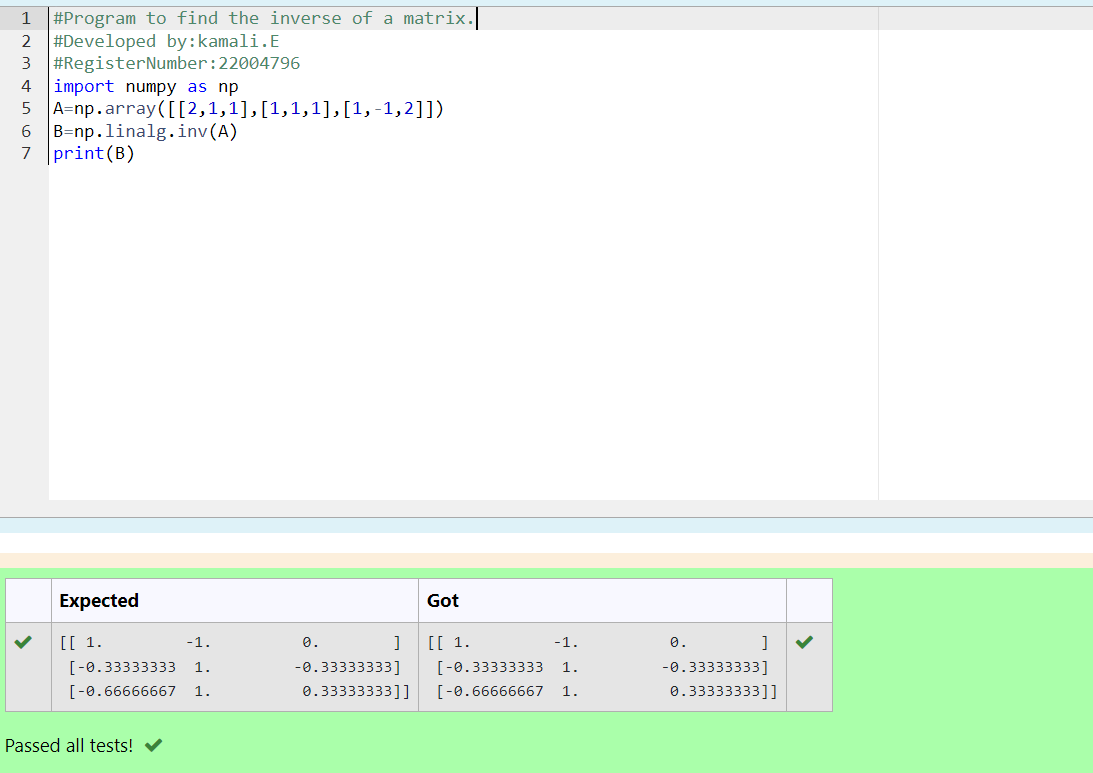 1 #Program to find the inverse of a matrix.
2 #Developed by:kamali.E
3 #RegisterNumber:22004796
4 import numpy as np
5 A=np.array([[2,1,1],[1,1,1],[1,-1,2]])
6 B=np.linalg.inv(A)
7 print(B)
Expected Got
[[ 1. -1. 0. ] [[ 1. -1. 0. ]
[-0.33333333 1. -0.33333333] [-0.33333333 1. -0.33333333]
[-0.66666667 1. 0.33333333]] [-0.66666667 1. 0.33333333]]
Passed all tests!